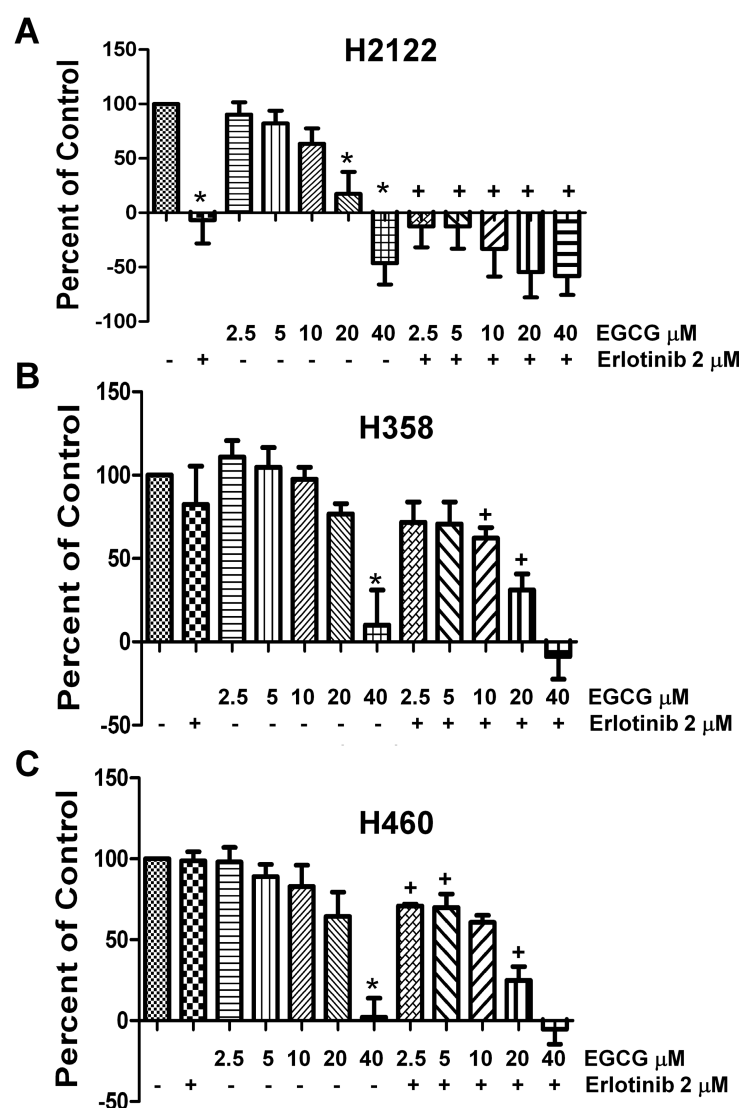 A
H2122
Percent of Control
150
100
50
0
-50
-100
* * * + + + + +
2.5 5 10 20 40 2.5 5 10 20 40 EGCG μM
- + - - - - - + + + + + Erlotinib 2 μM
B
H358
Percent of Control
150
100
50
0
-50
* + +
2.5 5 10 20 40 2.5 5 10 20 40 EGCG μM
- + - - - - - + + + + + Erlotinib 2 μM
C
H460
Percent of Control
150
100
50
0
-50
* + + +
2.5 5 10 20 40 2.5 5 10 20 40 EGCG μM
- + - - - - - + + + + + Erlotinib 2 μM